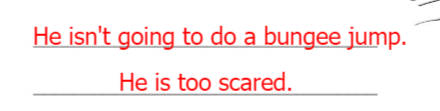 He isn't going to do a bungee jump.
He is too scared.